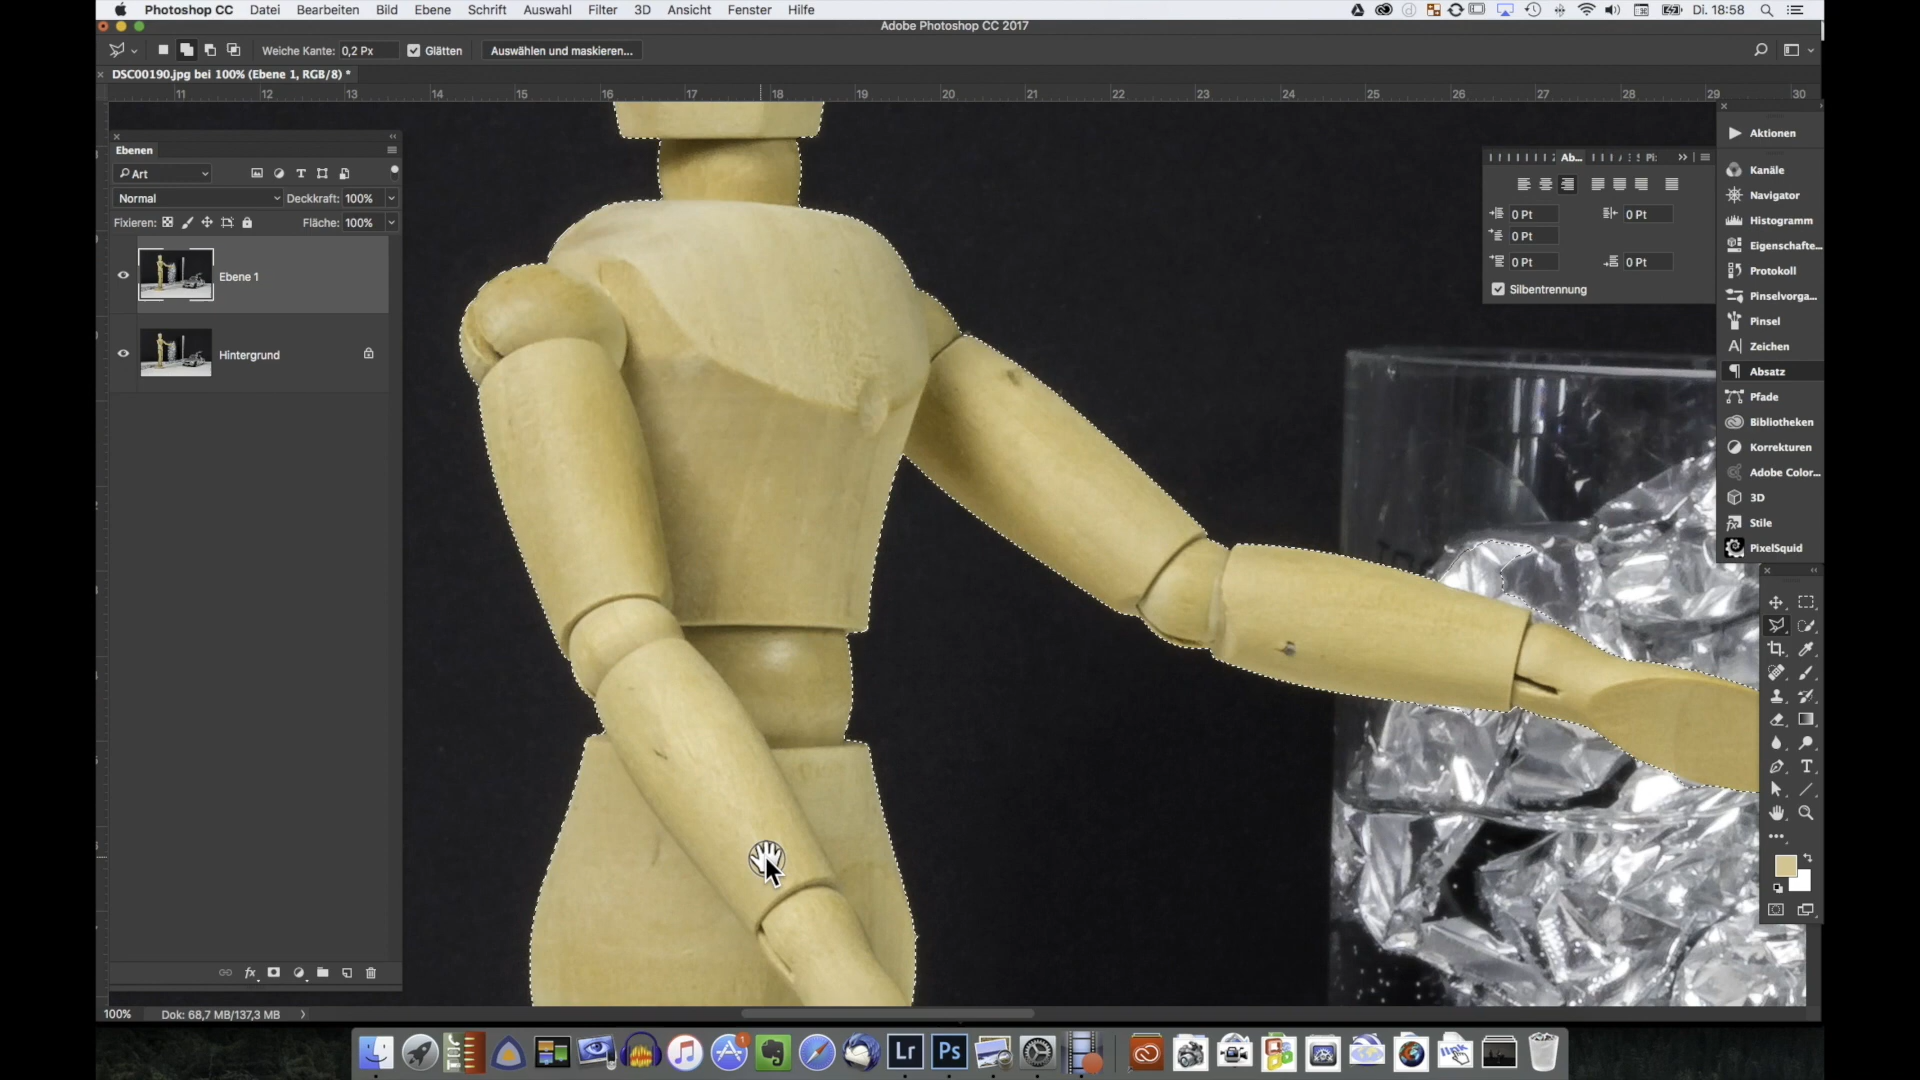 Photoshop CC Datei Bearbeiten Bild Ebene Schrift Auswahl Filter 3D Ansicht Fenster Hilfe Di. 18:58
Adobe Photoshop CC 2017
Weiche Kante: 0,2 Px Glätten Auswählen und maskieren...
DSC00190.jpg bei 100% (Ebene 1, RGB/8) *
11 12 13 14 15 16 17 18 19 20 21 22 23 24 25 26 27 28 29 30
Ebenen
Art
Normal Deckkraft: 100%
Fixieren: Fläche: 100%
Ebene 1
Hintergrund
Ab... Pi:
0 Pt 0 Pt
0 Pt
0 Pt 0 Pt
Silbentrennung
Aktionen
Kanäle
Navigator
Histogramm
Eigenschafte...
Protokoll
Pinselvorga...
Pinsel
Zeichen
Absatz
Pfade
Bibliotheken
Korrekturen
Adobe Color...
3D
Stile
PixelSquid
100% Dok: 68,7 MB/137,3 MB
1 Lr Ps link